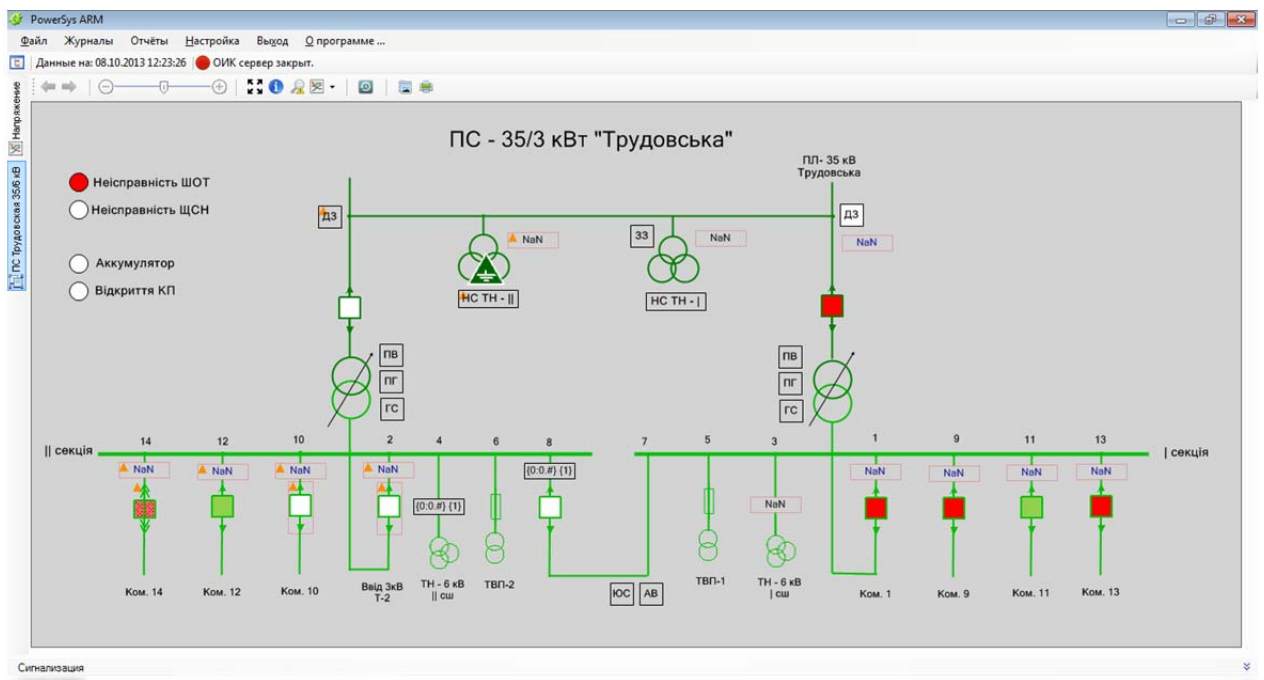 PowerSys ARM
Файл Журналы Отчёты Настройка Выход О программе ...
Данные на: 08.10.2013 12:23:26 ОИК сервер закрыт.
Напряжение
ПС Трудовская 35/6 кВ
ПС - 35/3 кВт "Трудовська"
ПЛ- 35 кВ
Трудовська
Неісправність ШОТ
Неісправність ЩСН
Аккумулятор
Відкриття КП
ДЗ
NaN
ЗЗ
NaN
ДЗ
NaN
НС ТН - ||
НС ТН - |
ПВ
ПГ
ГС
ПВ
ПГ
ГС
|| секція
14 12 10 2 4 6 8 7 5 3 1 9 11 13
| секція
NaN NaN NaN NaN {0:0.#} {1} NaN NaN NaN NaN
{0:0.#} {1} NaN
Ком. 14 Ком. 12 Ком. 10
Ввід 3кВ
Т-2
ТН - 6 кВ
|| сш
ТВП-2
ЮС АВ
ТВП-1
ТН - 6 кВ
| сш
Ком. 1 Ком. 9 Ком. 11 Ком. 13
Сигнализация